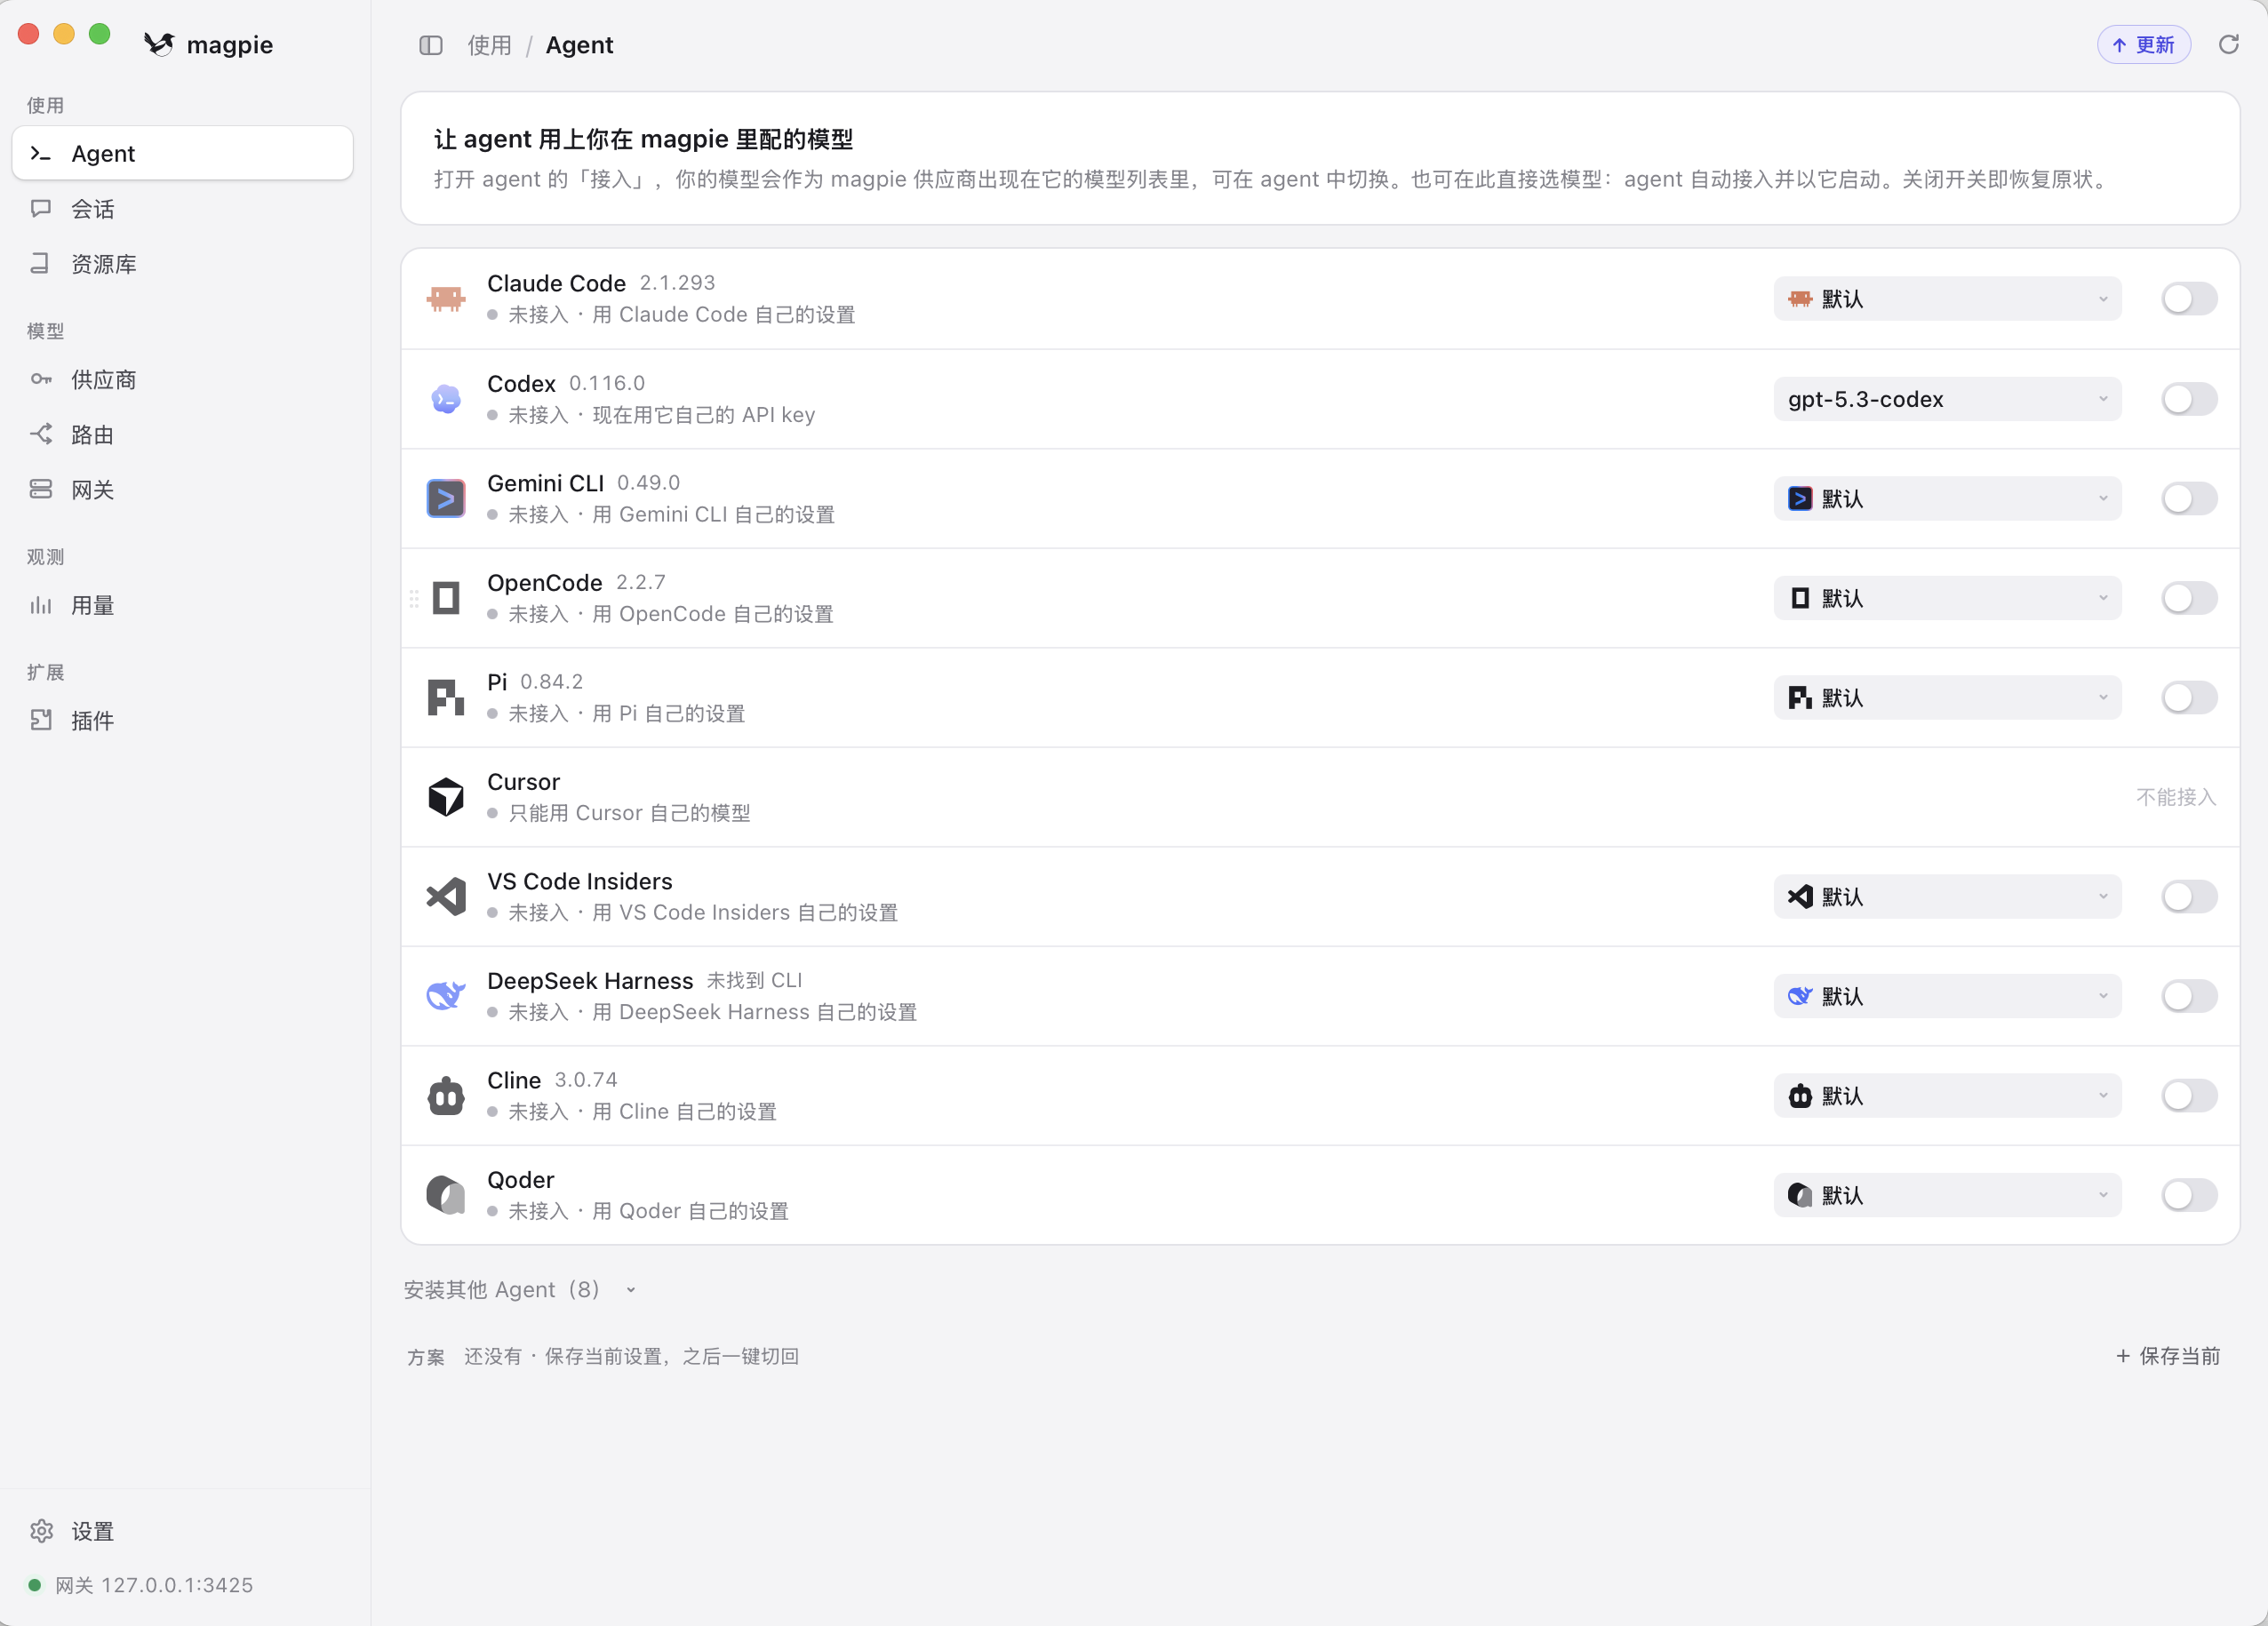 magpie
使用
Agent
会话
资源库
模型
供应商
路由
网关
观测
用量
扩展
插件
设置
网关 127.0.0.1:3425
使用 / Agent
更新
让 agent 用上你在 magpie 里配的模型
打开 agent 的「接入」，你的模型会作为 magpie 供应商出现在它的模型列表里，可在 agent 中切换。也可在此直接选模型：agent 自动接入并以它启动。关闭开关即恢复原状。
Claude Code 2.1.293
未接入 · 用 Claude Code 自己的设置
默认
Codex 0.116.0
未接入 · 现在用它自己的 API key
gpt-5.3-codex
Gemini CLI 0.49.0
未接入 · 用 Gemini CLI 自己的设置
默认
OpenCode 2.2.7
未接入 · 用 OpenCode 自己的设置
默认
Pi 0.84.2
未接入 · 用 Pi 自己的设置
默认
Cursor
只能用 Cursor 自己的模型
不能接入
VS Code Insiders
未接入 · 用 VS Code Insiders 自己的设置
默认
DeepSeek Harness 未找到 CLI
未接入 · 用 DeepSeek Harness 自己的设置
默认
Cline 3.0.74
未接入 · 用 Cline 自己的设置
默认
Qoder
未接入 · 用 Qoder 自己的设置
默认
安装其他 Agent（8）
方案 还没有 · 保存当前设置，之后一键切回
+ 保存当前